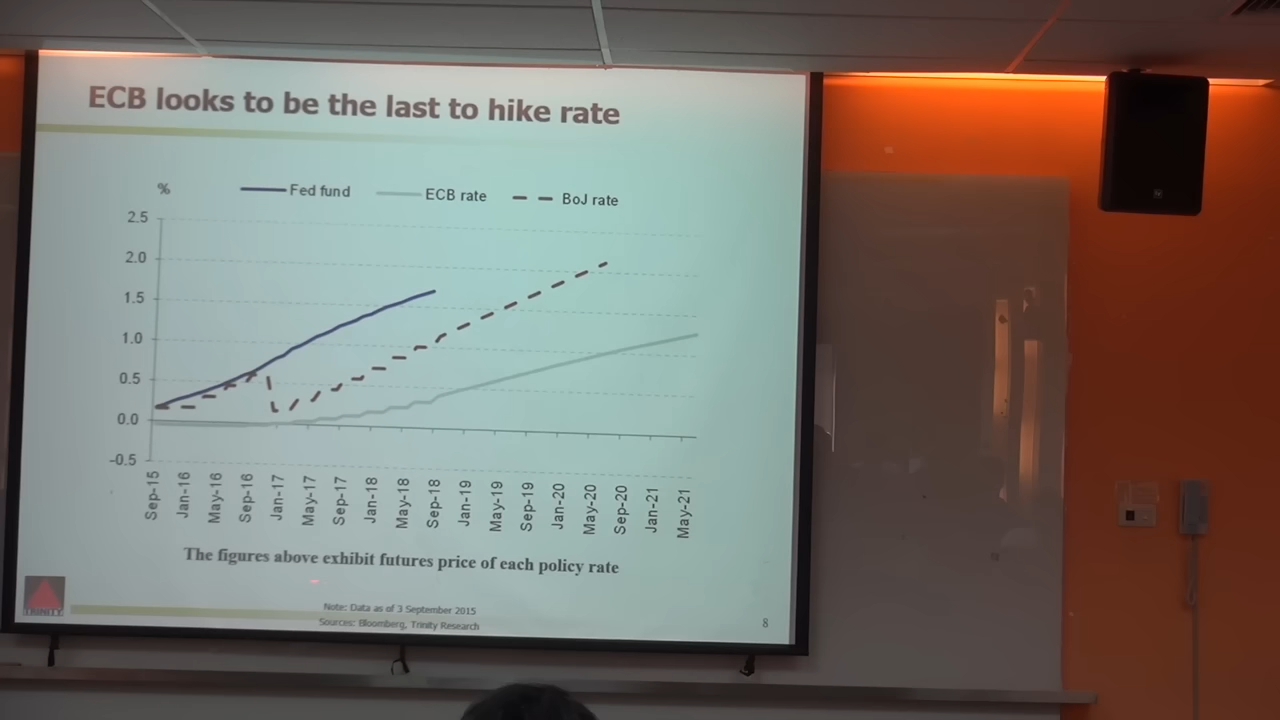 ECB looks to be the last to hike rate
%
Fed fund
ECB rate
BoJ rate
2.5
2.0
1.5
1.0
0.5
0.0
-0.5
Sep-15
Jan-16
May-16
Sep-16
Jan-17
May-17
Sep-17
Jan-18
May-18
Sep-18
Jan-19
May-19
Sep-19
Jan-20
May-20
Sep-20
Jan-21
May-21
The figures above exhibit futures price of each policy rate
TRINITY
Note: Data as of 3 September 2015
Sources: Bloomberg, Trinity Research
8